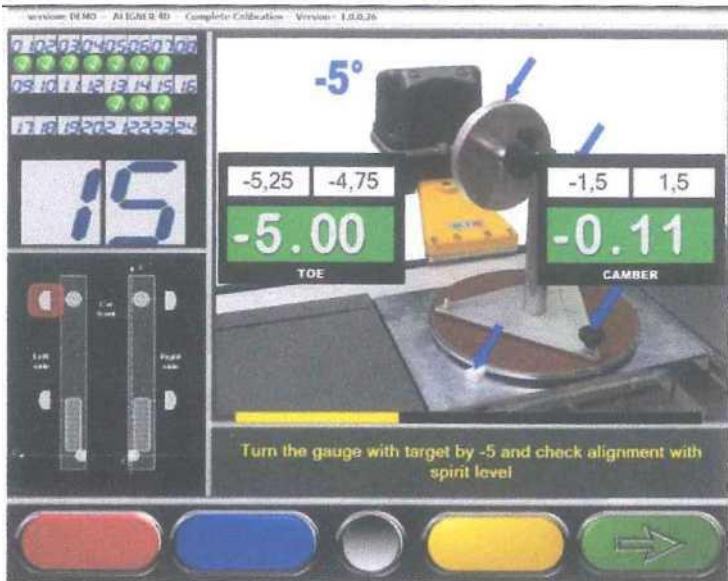 versione: DEMO - ALIGNER 4D - Complete Calibration - Version - 1.0.0.26
01 02 03 04 05 06 07 08
09 10 11 12 13 14 15 16
17 18 19 20 21 22 23 24
15
-5°
-5,25 -4,75
-5.00
TOE
-1,5 1,5
-0.11
CAMBER
Car front
Left side
Right side
Turn the gauge with target by -5 and check alignment with
spirit level